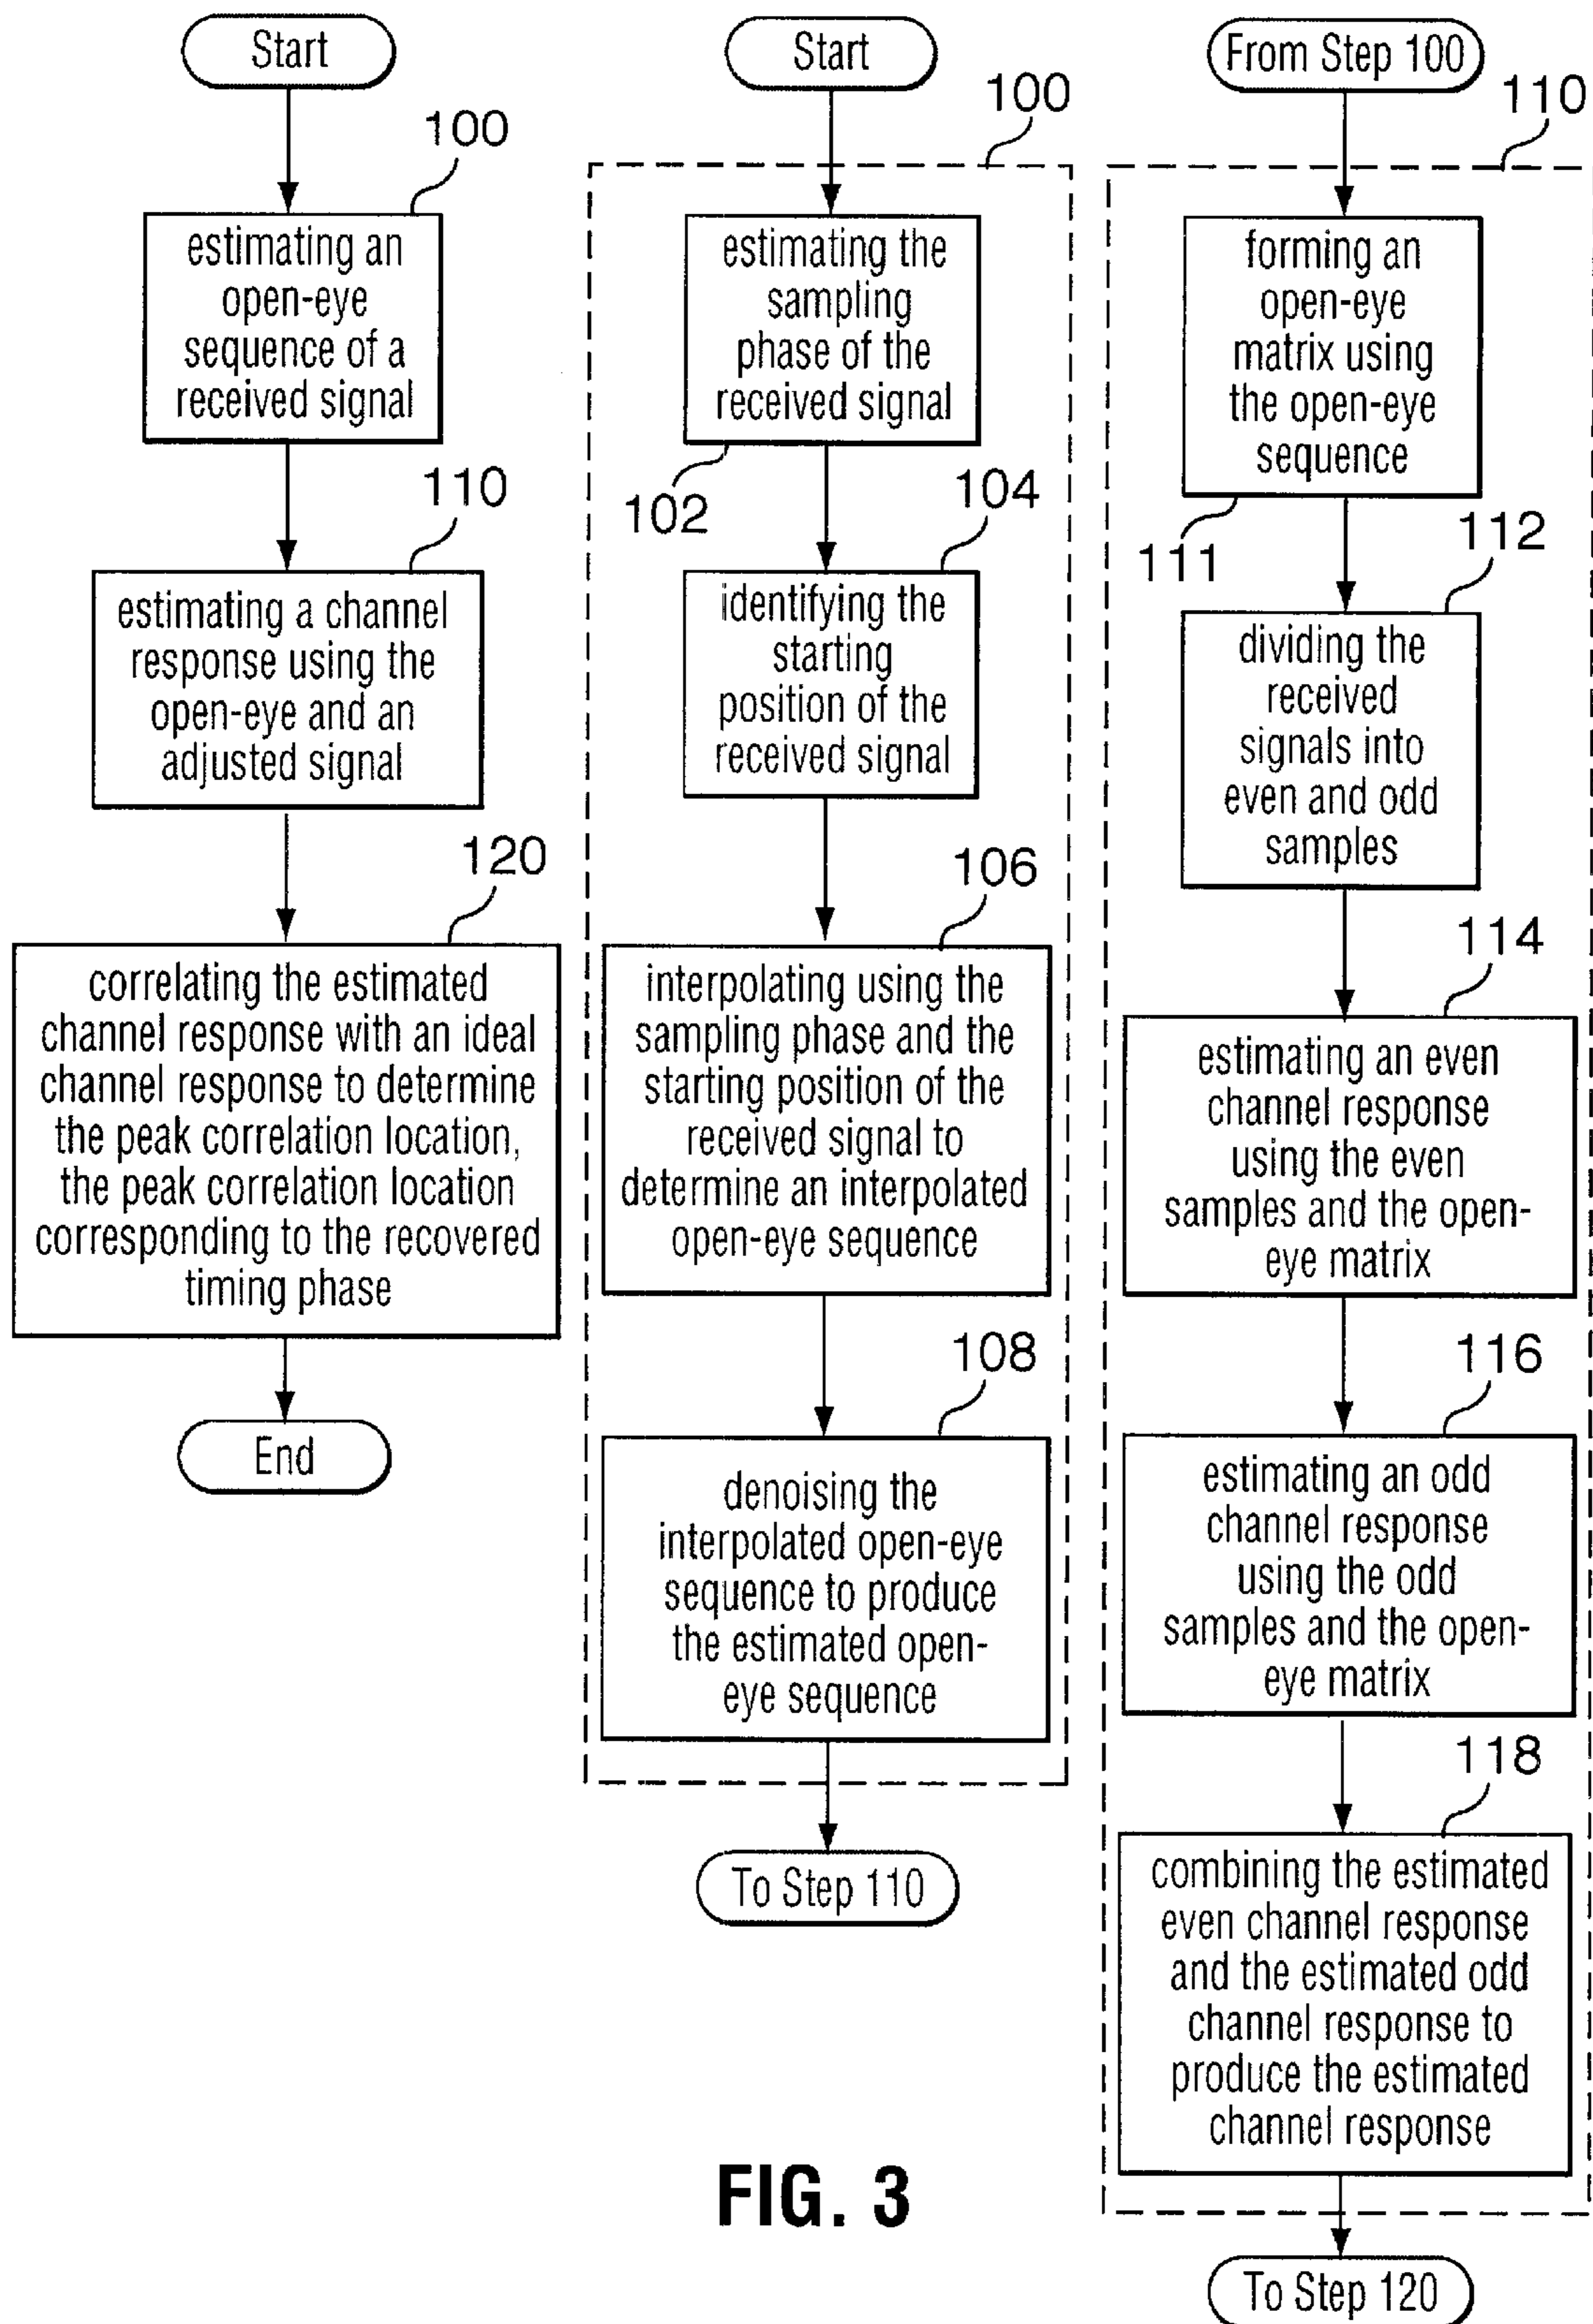 Start
100
estimating an
open-eye
sequence of a
received signal
110
estimating a channel
response using the
open-eye and an
adjusted signal
120
correlating the estimated
channel response with an ideal
channel response to determine
the peak correlation location,
the peak correlation location
corresponding to the recovered
timing phase
End
Start
100
estimating the
sampling
phase of the
received signal
102
104
identifying the
starting
position of the
received signal
106
interpolating using the
sampling phase and the
starting position of the
received signal to
determine an interpolated
open-eye sequence
108
denoising the
interpolated open-eye
sequence to produce
the estimated open-
eye sequence
To Step 110
From Step 100
110
forming an
open-eye
matrix using
the open-eye
sequence
111
112
dividing the
received
signals into
even and odd
samples
114
estimating an even
channel response
using the even
samples and the open-
eye matrix
116
estimating an odd
channel response
using the odd
samples and the open-
eye matrix
118
combining the estimated
even channel response
and the estimated odd
channel response to
produce the estimated
channel response
To Step 120
FIG. 3